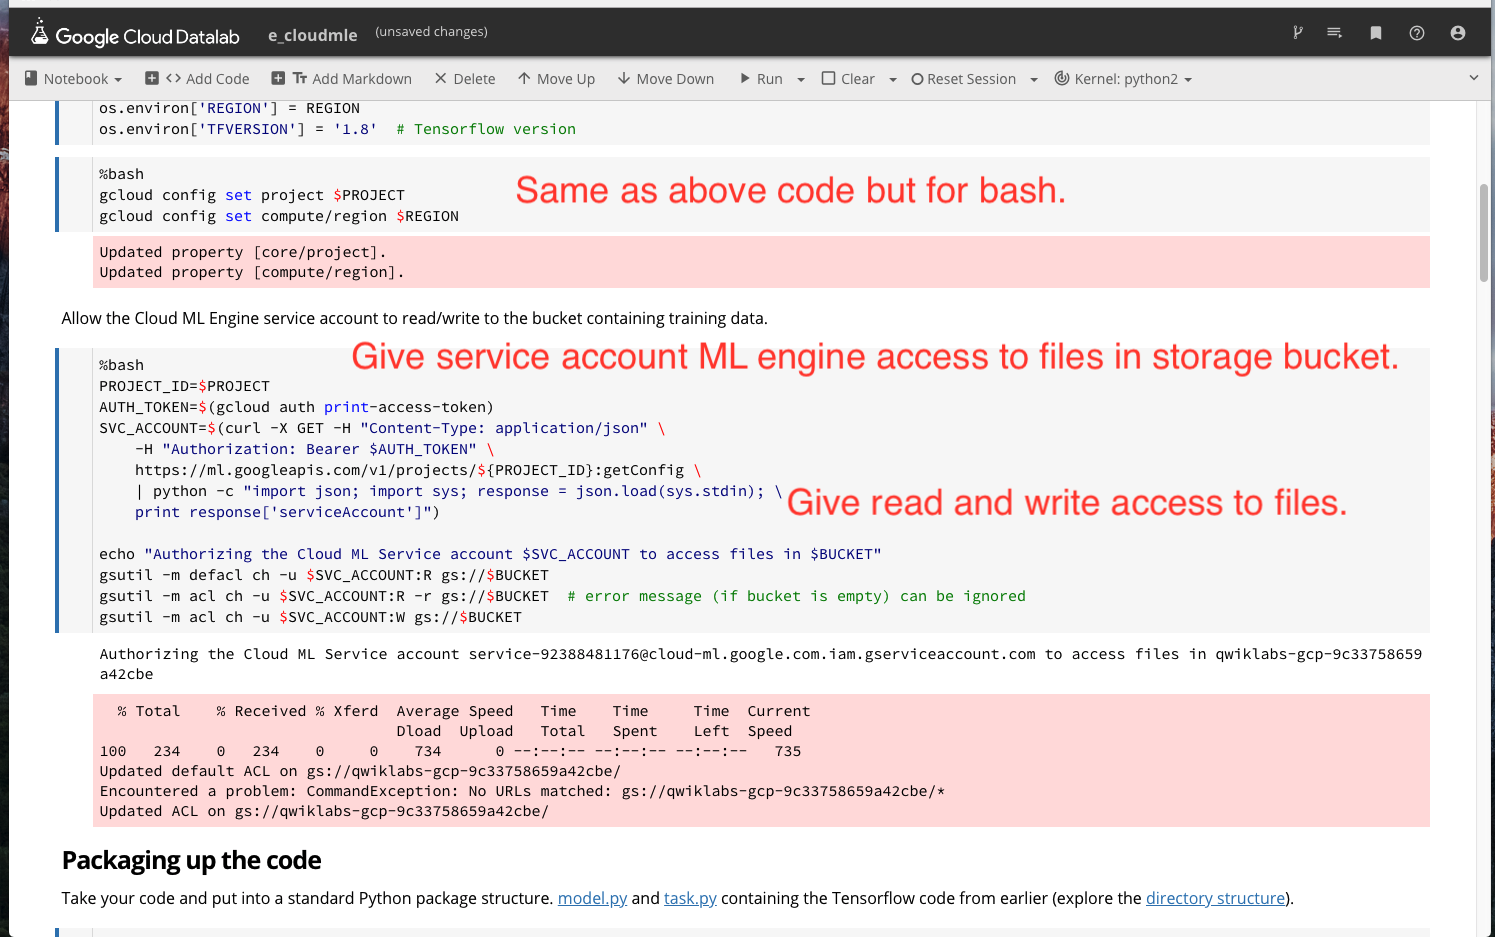 Google Cloud Datalab e_cloudmle (unsaved changes)
Notebook <> Add Code Tт Add Markdown Delete Move Up Move Down Run Clear Reset Session Kernel: python2
os.environ['REGION'] = REGION
os.environ['TFVERSION'] = '1.8'  # Tensorflow version
%bash
gcloud config set project $PROJECT
gcloud config set compute/region $REGION
Same as above code but for bash.
Updated property [core/project].
Updated property [compute/region].
Allow the Cloud ML Engine service account to read/write to the bucket containing training data.
Give service account ML engine access to files in storage bucket.
%bash
PROJECT_ID=$PROJECT
AUTH_TOKEN=$(gcloud auth print-access-token)
SVC_ACCOUNT=$(curl -X GET -H "Content-Type: application/json" \
    -H "Authorization: Bearer $AUTH_TOKEN" \
    https://ml.googleapis.com/v1/projects/${PROJECT_ID}:getConfig \
    | python -c "import json; import sys; response = json.load(sys.stdin); \
    print response['serviceAccount']")
Give read and write access to files.
echo "Authorizing the Cloud ML Service account $SVC_ACCOUNT to access files in $BUCKET"
gsutil -m defacl ch -u $SVC_ACCOUNT:R gs://$BUCKET
gsutil -m acl ch -u $SVC_ACCOUNT:R -r gs://$BUCKET  # error message (if bucket is empty) can be ignored
gsutil -m acl ch -u $SVC_ACCOUNT:W gs://$BUCKET
Authorizing the Cloud ML Service account service-92388481176@cloud-ml.google.com.iam.gserviceaccount.com to access files in qwiklabs-gcp-9c33758659
a42cbe
  % Total    % Received % Xferd  Average Speed   Time    Time     Time  Current
                                 Dload  Upload   Total   Spent    Left  Speed
100   234    0   234    0     0    734      0 --:--:-- --:--:-- --:--:--   735
Updated default ACL on gs://qwiklabs-gcp-9c33758659a42cbe/
Encountered a problem: CommandException: No URLs matched: gs://qwiklabs-gcp-9c33758659a42cbe/*
Updated ACL on gs://qwiklabs-gcp-9c33758659a42cbe/
Packaging up the code
Take your code and put into a standard Python package structure. model.py and task.py containing the Tensorflow code from earlier (explore the directory structure).